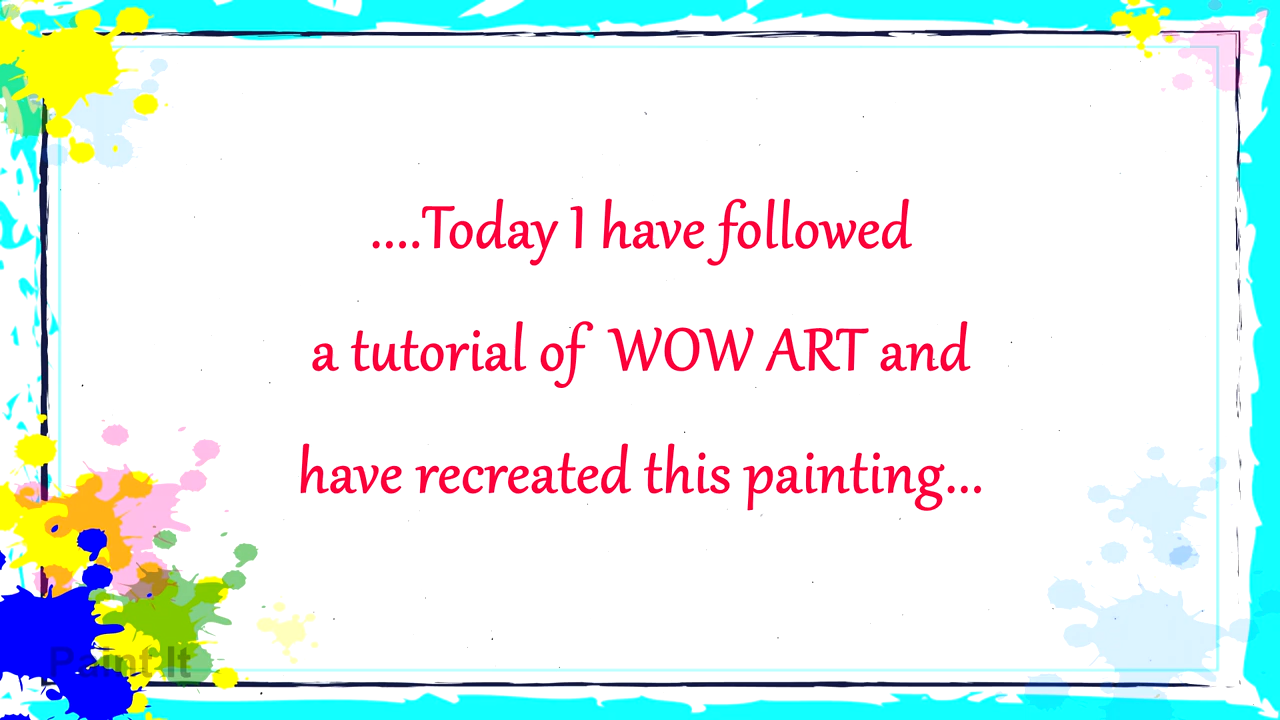 ....Today I have followed
a tutorial of WOW ART and
have recreated this painting...
Paint It